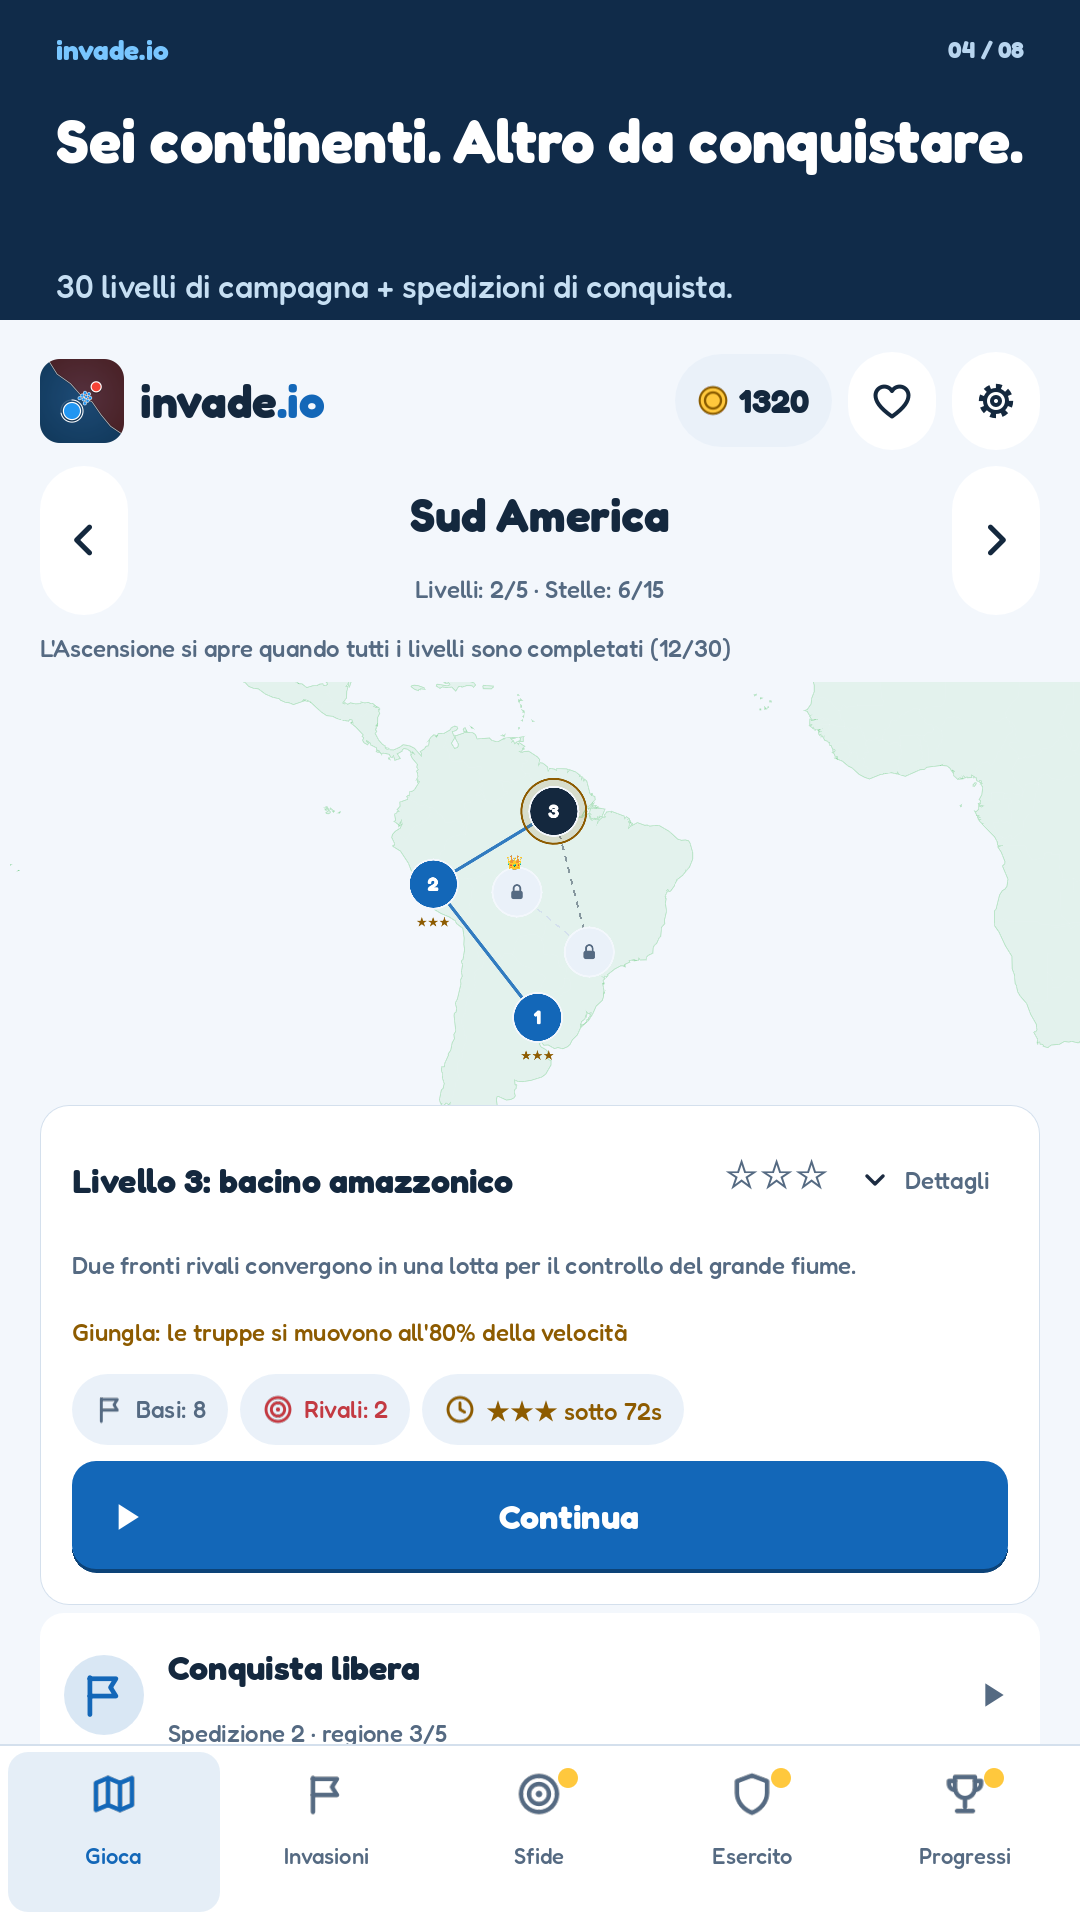 invade.io
04 / 08
Sei continenti. Altro da conquistare.
30 livelli di campagna + spedizioni di conquista.
invade.io
1320
Sud America
Livelli: 2/5 · Stelle: 6/15
L'Ascensione si apre quando tutti i livelli sono completati (12/30)
3
2
★★★
1
★★★
Livello 3: bacino amazzonico
☆☆☆
Dettagli
Due fronti rivali convergono in una lotta per il controllo del grande fiume.
Giungla: le truppe si muovono all'80% della velocità
Basi: 8
Rivali: 2
★★★ sotto 72s
Continua
Conquista libera
Spedizione 2 · regione 3/5
Gioca
Invasioni
Sfide
Esercito
Progressi